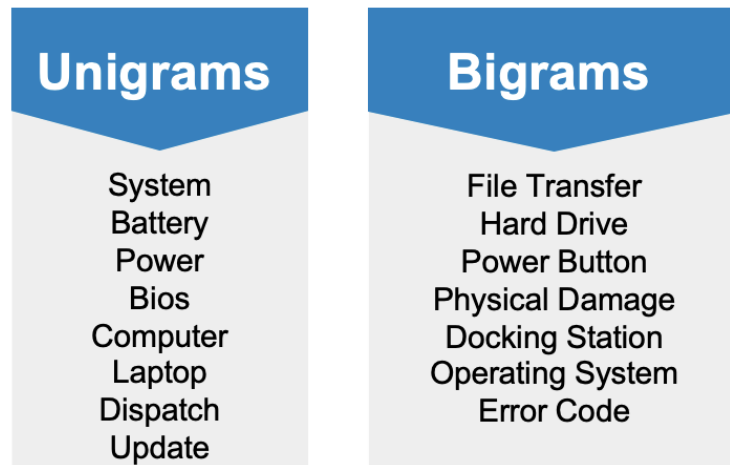 Unigrams
System
Battery
Power
Bios
Computer
Laptop
Dispatch
Update
Bigrams
File Transfer
Hard Drive
Power Button
Physical Damage
Docking Station
Operating System
Error Code